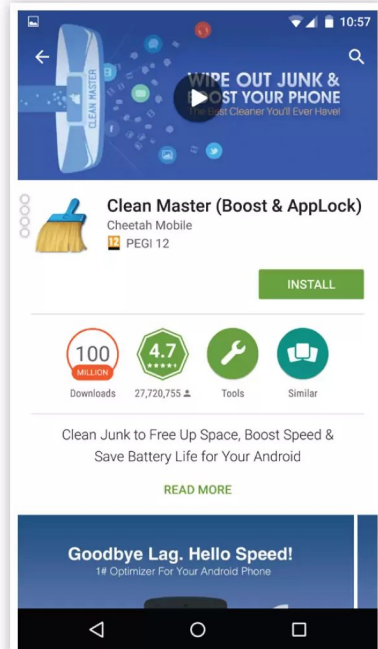 10:57
CLEAN MASTER
WIPE OUT JUNK &
BOOST YOUR PHONE
The Best Cleaner You'll Ever Have!
Clean Master (Boost & AppLock)
Cheetah Mobile
12 PEGI 12
INSTALL
100
MILLION
4.7
Downloads
27,720,755
Tools
Similar
Clean Junk to Free Up Space, Boost Speed &
Save Battery Life for Your Android
READ MORE
Goodbye Lag. Hello Speed!
1# Optimizer For Your Android Phone